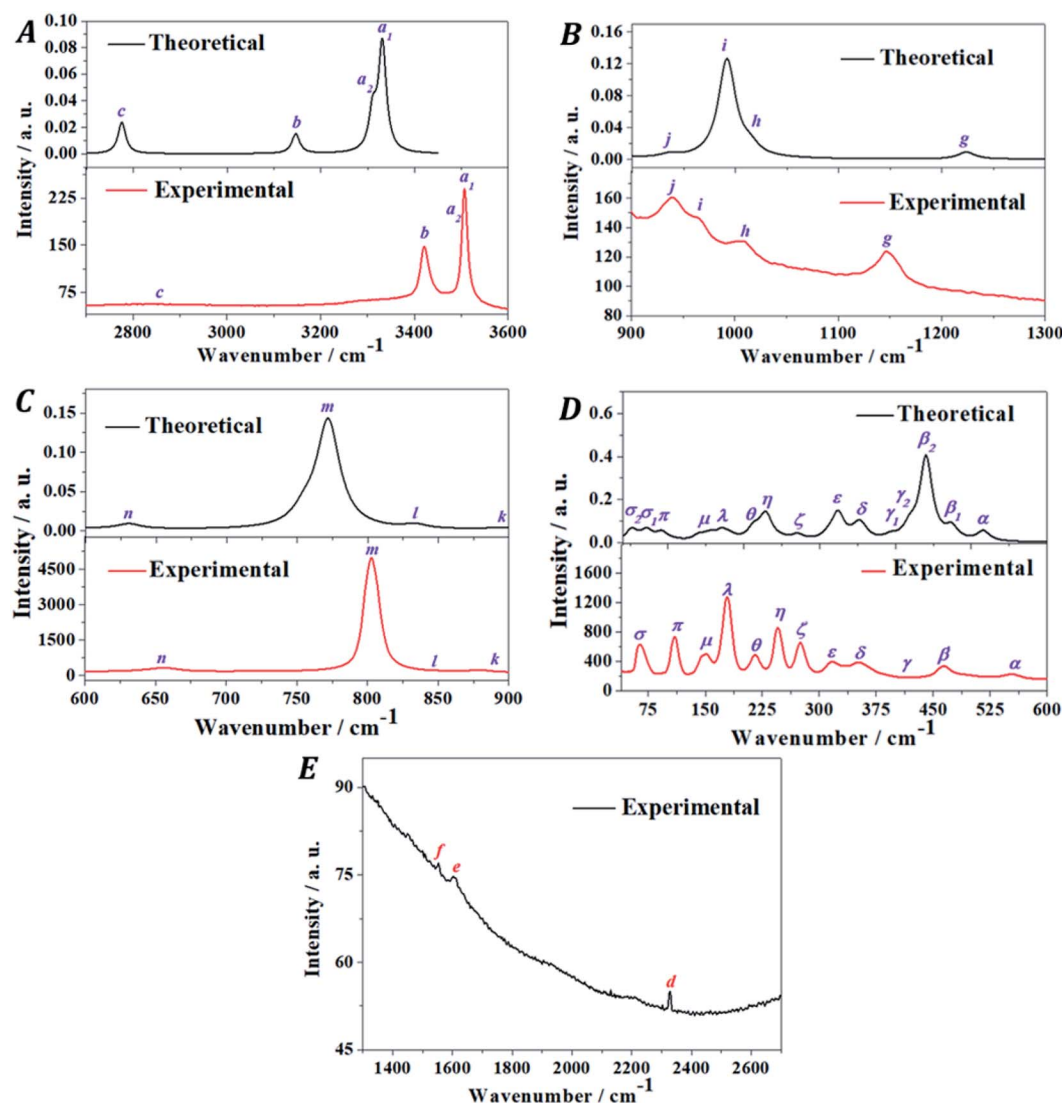 A
Theoretical
a1
a2
b
c
0.10
0.08
0.06
0.04
0.02
0.00
Experimental
a1
a2
b
c
225
150
75
Intensity / a. u.
2800 3000 3200 3400 3600
Wavenumber / cm-1
B
Theoretical
i
h
j
g
0.12
0.08
0.04
0.00
Experimental
j
i
h
g
160
140
120
100
80
Intensity / a. u.
900 1000 1100 1200 1300
Wavenumber / cm-1
C
Theoretical
m
n
l
k
0.15
0.10
0.05
0.00
Experimental
m
l
k
4500
3000
1500
0
Intensity / a. u.
600 650 700 750 800 850 900
Wavenumber / cm-1
D
Theoretical
σ2 σ1 π μ λ θ η ζ ε δ γ1 γ2 β2 β1 α
0.6
0.4
0.2
0.0
Experimental
σ π μ λ θ η ζ ε δ γ β α
1600
1200
800
400
0
Intensity / a. u.
75 150 225 300 375 450 525 600
Wavenumber / cm-1
E
Experimental
f
e
d
90
75
60
45
Intensity / a. u.
1400 1600 1800 2000 2200 2400 2600
Wavenumber / cm-1